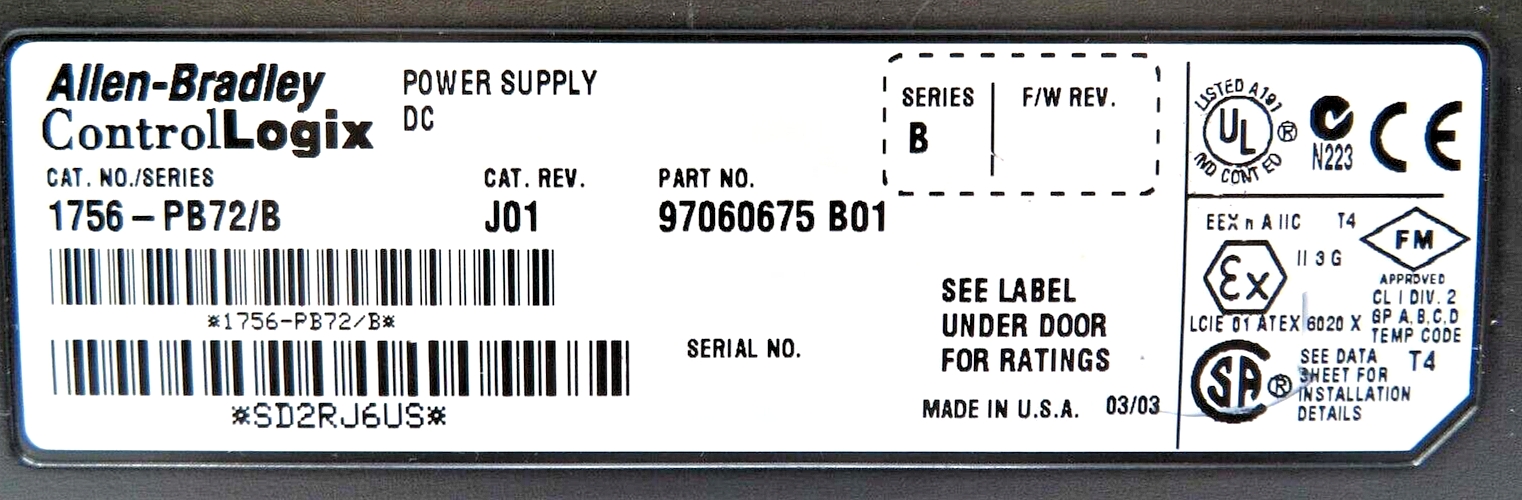 Allen-Bradley
ControlLogix
POWER SUPPLY
DC
CAT. NO./SERIES
1756 – PB72/B
CAT. REV.
J01
PART NO.
97060675 B01
SERIES
B
F/W REV.
*1756-PB72/B*
*SD2RJ6US*
SERIAL NO.
SEE LABEL
UNDER DOOR
FOR RATINGS
MADE IN U.S.A. 03/03
LISTED A191
UL ®
IND CONT EQ
N223
CE
EEX n A IIC T4
Ex
II 3 G
LCIE 01 ATEX 6020 X
FM
APPROVED
CL I DIV. 2
GP A,B,C,D
TEMP CODE
T4
SA ®
SEE DATA
SHEET FOR
INSTALLATION
DETAILS